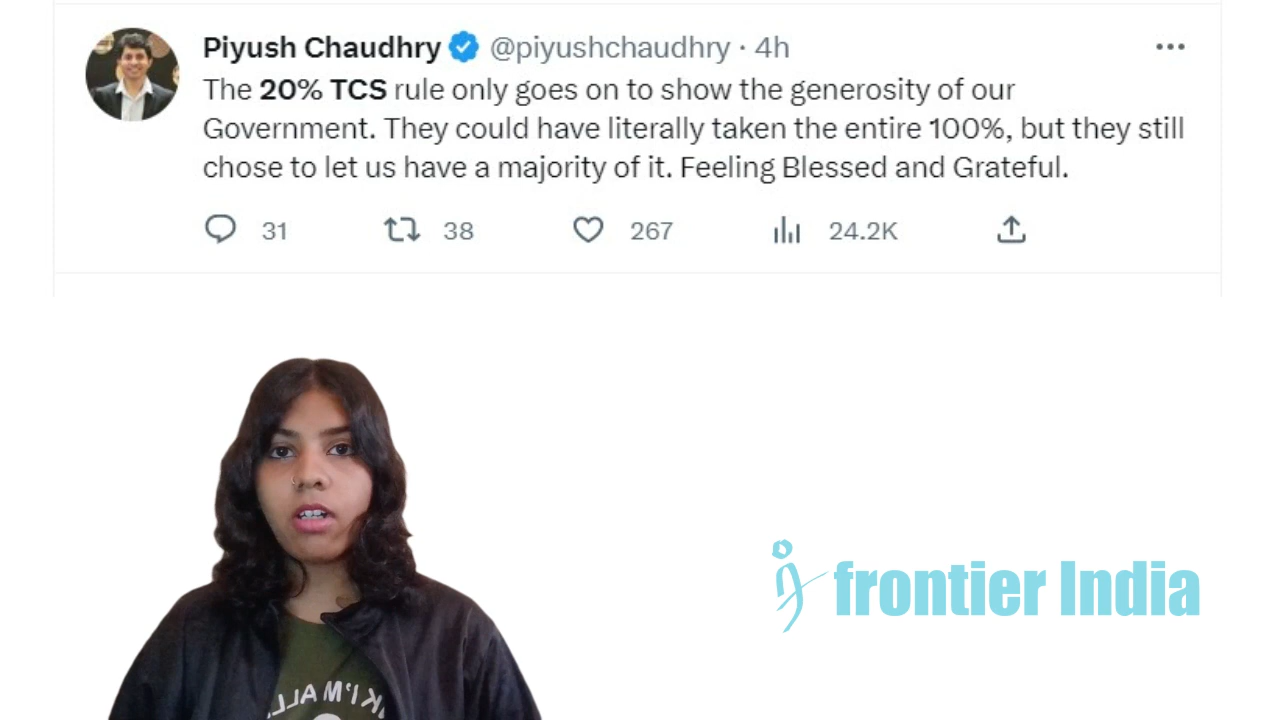 Piyush Chaudhry @piyushchaudhry · 4h
The 20% TCS rule only goes on to show the generosity of our
Government. They could have literally taken the entire 100%, but they still
chose to let us have a majority of it. Feeling Blessed and Grateful.
31 38 267 24.2K
frontier India
K I'M ALL